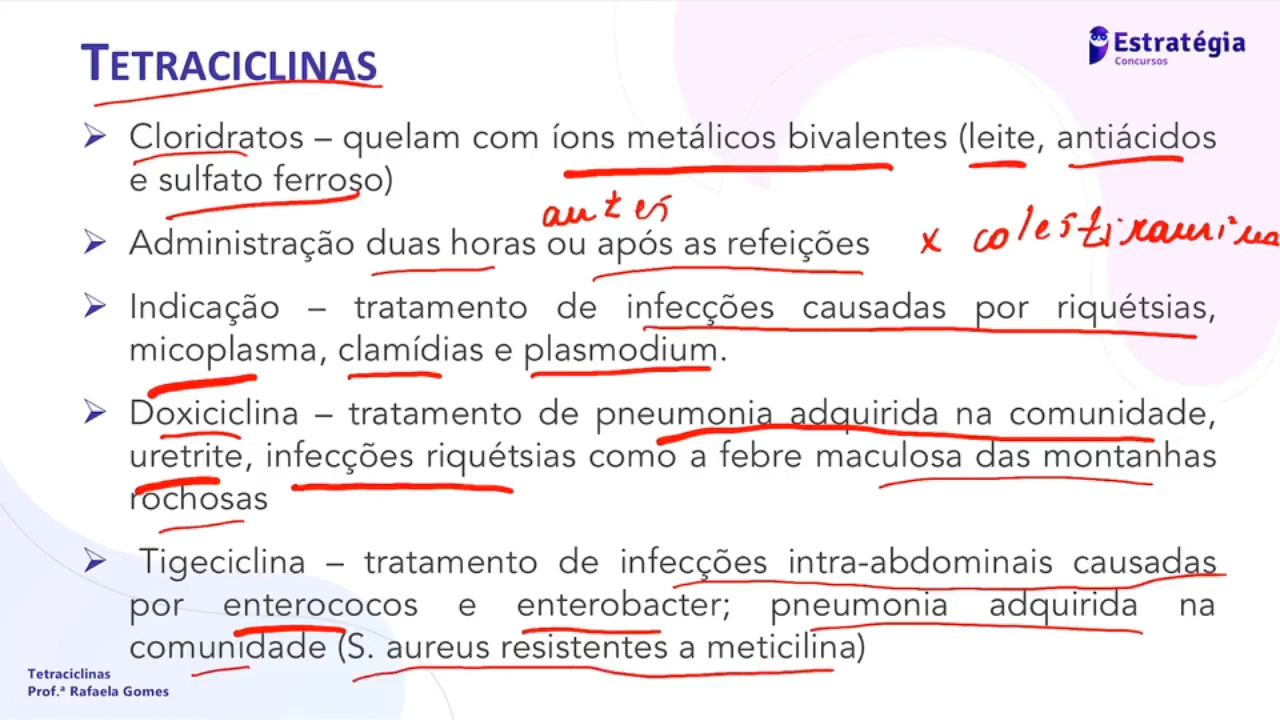 TETRACICLINAS
Estratégia
Concursos
➢ Cloridratos – quelam com íons metálicos bivalentes (leite, antiácidos
e sulfato ferroso)
antes
➢ Administração duas horas ou após as refeições x colestiramina
➢ Indicação – tratamento de infecções causadas por riquétsias,
micoplasma, clamídias e plasmodium.
➢ Doxiciclina – tratamento de pneumonia adquirida na comunidade,
uretrite, infecções riquétsias como a febre maculosa das montanhas
rochosas
➢ Tigeciclina – tratamento de infecções intra-abdominais causadas
por enterococos e enterobacter; pneumonia adquirida na
comunidade (S. aureus resistentes a meticilina)
Tetraciclinas
Prof.ª Rafaela Gomes